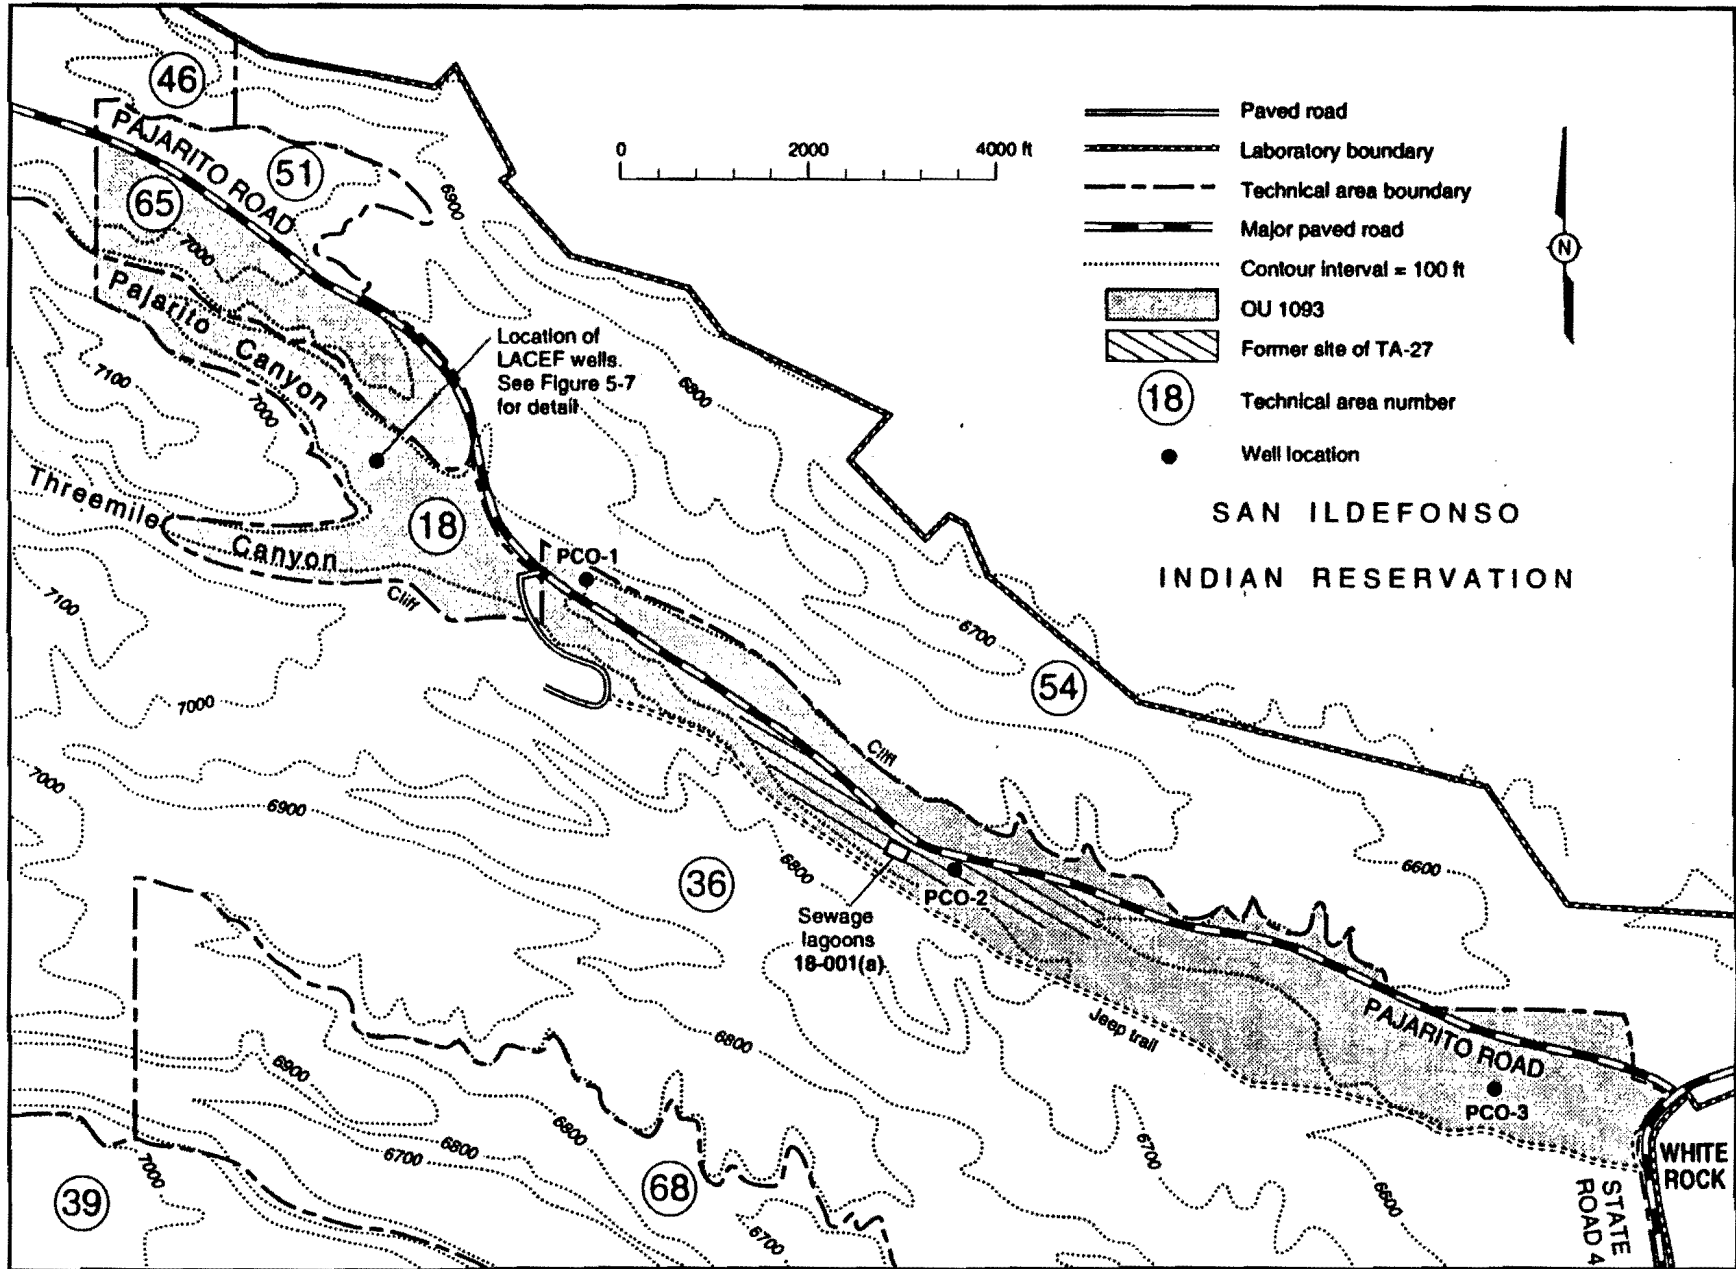 46
PAJARITO ROAD
51
65
6900
7000
Pajarito
Canyon
Location of
LACEF wells.
See Figure 5-7
for detail
7100
7000
6800
Threemile
Canyon
18
Cliff
PCO-1
7100
7000
0 2000 4000 ft
Paved road
Laboratory boundary
Technical area boundary
Major paved road
Contour interval = 100 ft
OU 1093
Former site of TA-27
18 Technical area number
Well location
N
SAN ILDEFONSO
INDIAN RESERVATION
6700
54
Cliff
7000
6900
36
6800
PCO-2
Sewage
lagoons
18-001(a)
6600
Jeep trail
PAJARITO ROAD
PCO-3
WHITE
ROCK
STATE
ROAD 4
6800
6900
6800
6700
6800
7000
39
68
6700
6700
6600